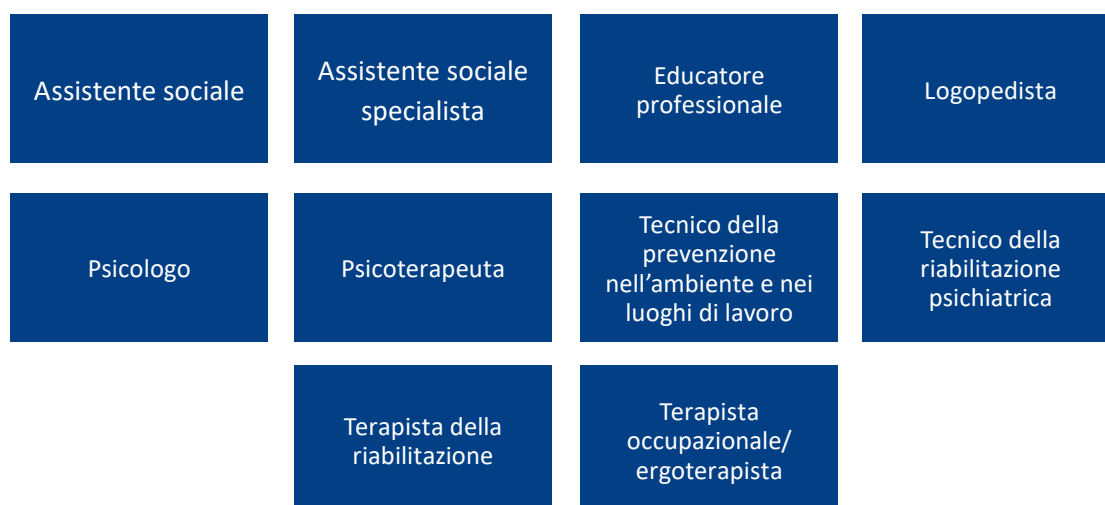 Assistente sociale
Assistente sociale
specialista
Educatore
professionale
Logopedista
Psicologo
Psicoterapeuta
Tecnico della
prevenzione
nell’ambiente e nei
luoghi di lavoro
Tecnico della
riabilitazione
psichiatrica
Terapista della
riabilitazione
Terapista
occupazionale/
ergoterapista